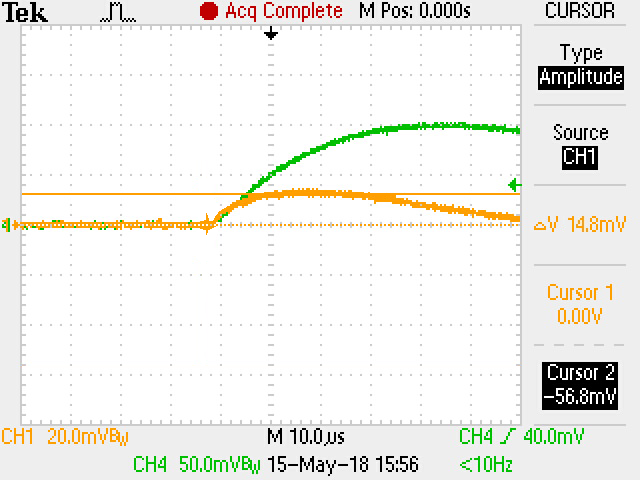 Tek Acq Complete M Pos: 0.000s CURSOR
Type
Amplitude
Source
CH1
△V 14.8mV
Cursor 1
0.00V
Cursor 2
-56.8mV
CH1 20.0mVBw M 10.0µs CH4 40.0mV
CH4 50.0mVBw 15-May-18 15:56 <10Hz